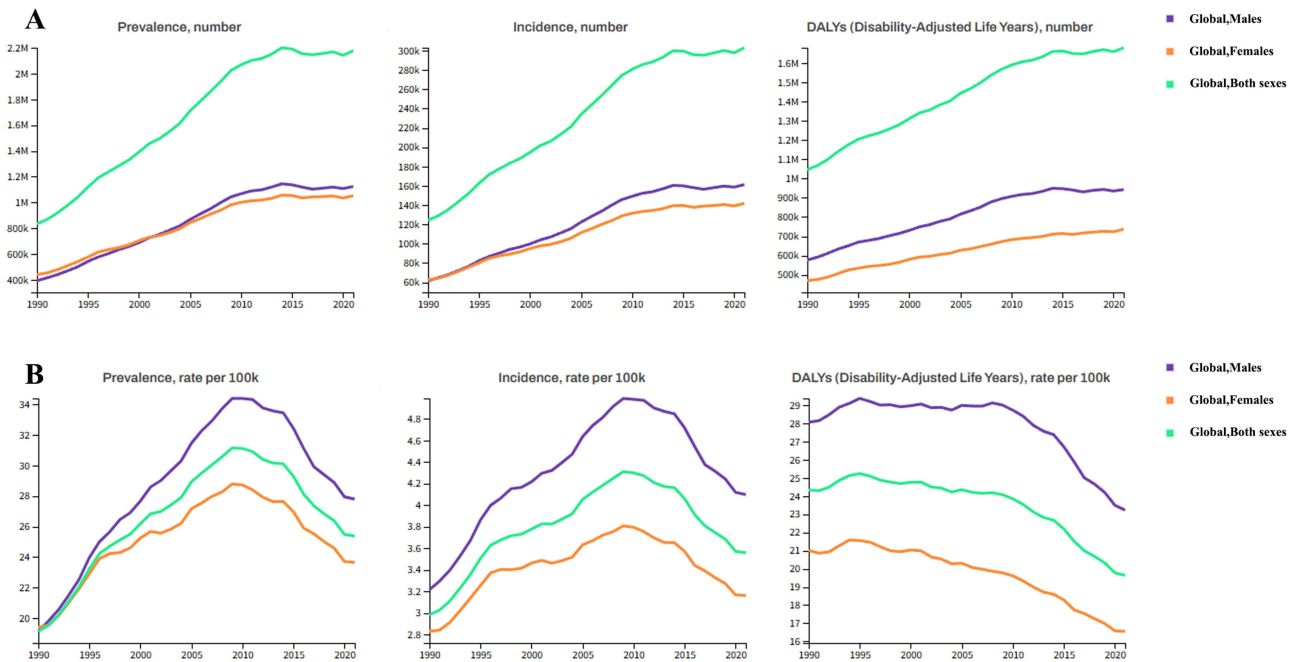 A
Prevalence, number
Incidence, number
DALYs (Disability-Adjusted Life Years), number
Global,Males
Global,Females
Global,Both sexes
2.2M
2M
1.8M
1.6M
1.4M
1.2M
1M
800k
600k
400k
1990 1995 2000 2005 2010 2015 2020
300k
280k
260k
240k
220k
200k
180k
160k
140k
120k
100k
80k
60k
1990 1995 2000 2005 2010 2015 2020
1.6M
1.5M
1.4M
1.3M
1.2M
1.1M
1M
900k
800k
700k
600k
500k
1990 1995 2000 2005 2010 2015 2020
B
Prevalence, rate per 100k
Incidence, rate per 100k
DALYs (Disability-Adjusted Life Years), rate per 100k
Global,Males
Global,Females
Global,Both sexes
34
32
30
28
26
24
22
20
1990 1995 2000 2005 2010 2015 2020
4.8
4.6
4.4
4.2
4
3.8
3.6
3.4
3.2
3
2.8
1990 1995 2000 2005 2010 2015 2020
29
28
27
26
25
24
23
22
21
20
19
18
17
16
1990 1995 2000 2005 2010 2015 2020